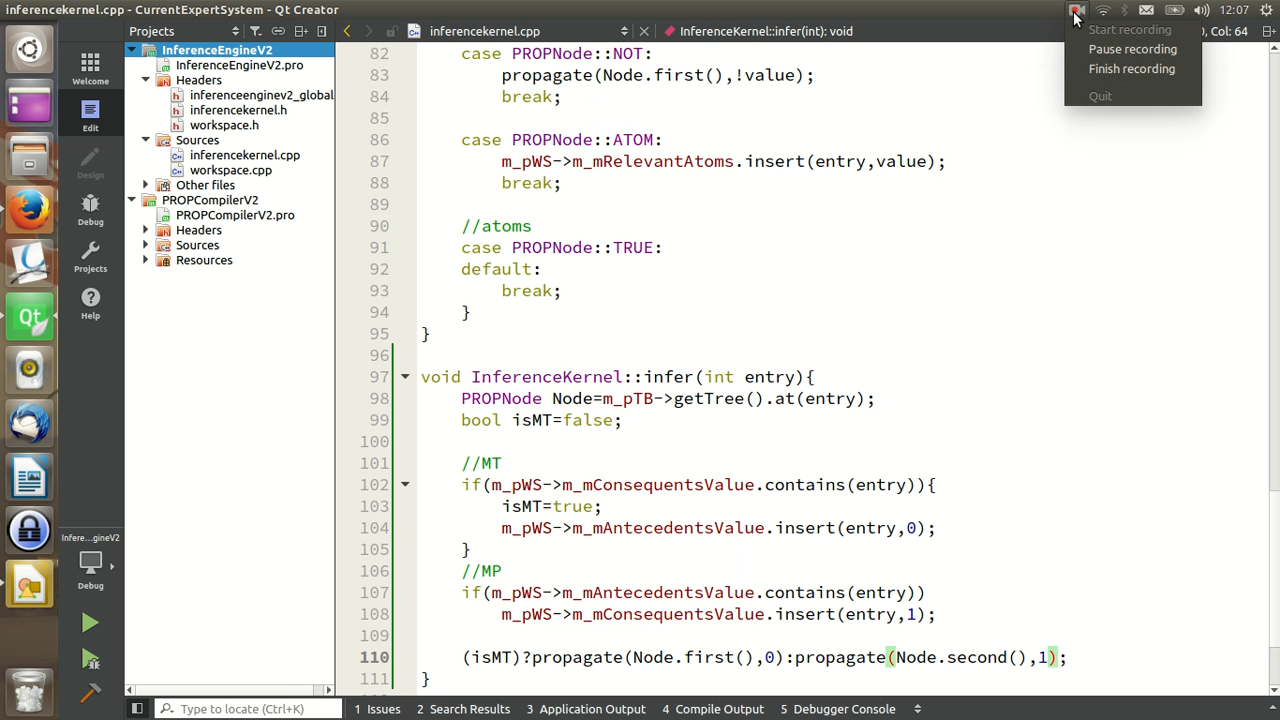 inferencekernel.cpp - CurrentExpertSystem - Qt Creator
12:07
Projects
inferencekernel.cpp
InferenceKernel::infer(int): void
0, Col: 64
Start recording
Pause recording
Finish recording
Quit
Welcome
Edit
Design
Debug
Projects
Help
Infere...gineV2
Debug
InferenceEngineV2
InferenceEngineV2.pro
Headers
inferenceenginev2_global
inferencekernel.h
workspace.h
Sources
inferencekernel.cpp
workspace.cpp
Other files
PROPCompilerV2
PROPCompilerV2.pro
Headers
Sources
Resources
82 case PROPNode::NOT:
83 propagate(Node.first(),!value);
84 break;
85
86 case PROPNode::ATOM:
87 m_pWS->m_mRelevantAtoms.insert(entry,value);
88 break;
89
90 //atoms
91 case PROPNode::TRUE:
92 default:
93 break;
94 }
95 }
96
97 void InferenceKernel::infer(int entry){
98 PROPNode Node=m_pTB->getTree().at(entry);
99 bool isMT=false;
100
101 //MT
102 if(m_pWS->m_mConsequentsValue.contains(entry)){
103 isMT=true;
104 m_pWS->m_mAntecedentsValue.insert(entry,0);
105 }
106 //MP
107 if(m_pWS->m_mAntecedentsValue.contains(entry))
108 m_pWS->m_mConsequentsValue.insert(entry,1);
109
110 (isMT)?propagate(Node.first(),0):propagate(Node.second(),1);
111 }
Type to locate (Ctrl+K)
1 Issues
2 Search Results
3 Application Output
4 Compile Output
5 Debugger Console